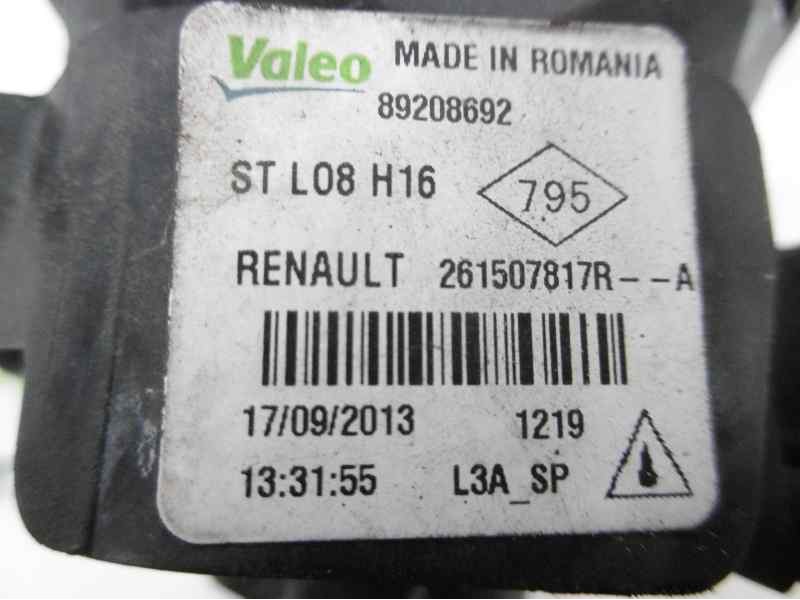 Valeo MADE IN ROMANIA
89208692
ST L08 H16 795
RENAULT 261507817R--A
17/09/2013 1219
13:31:55 L3A_SP